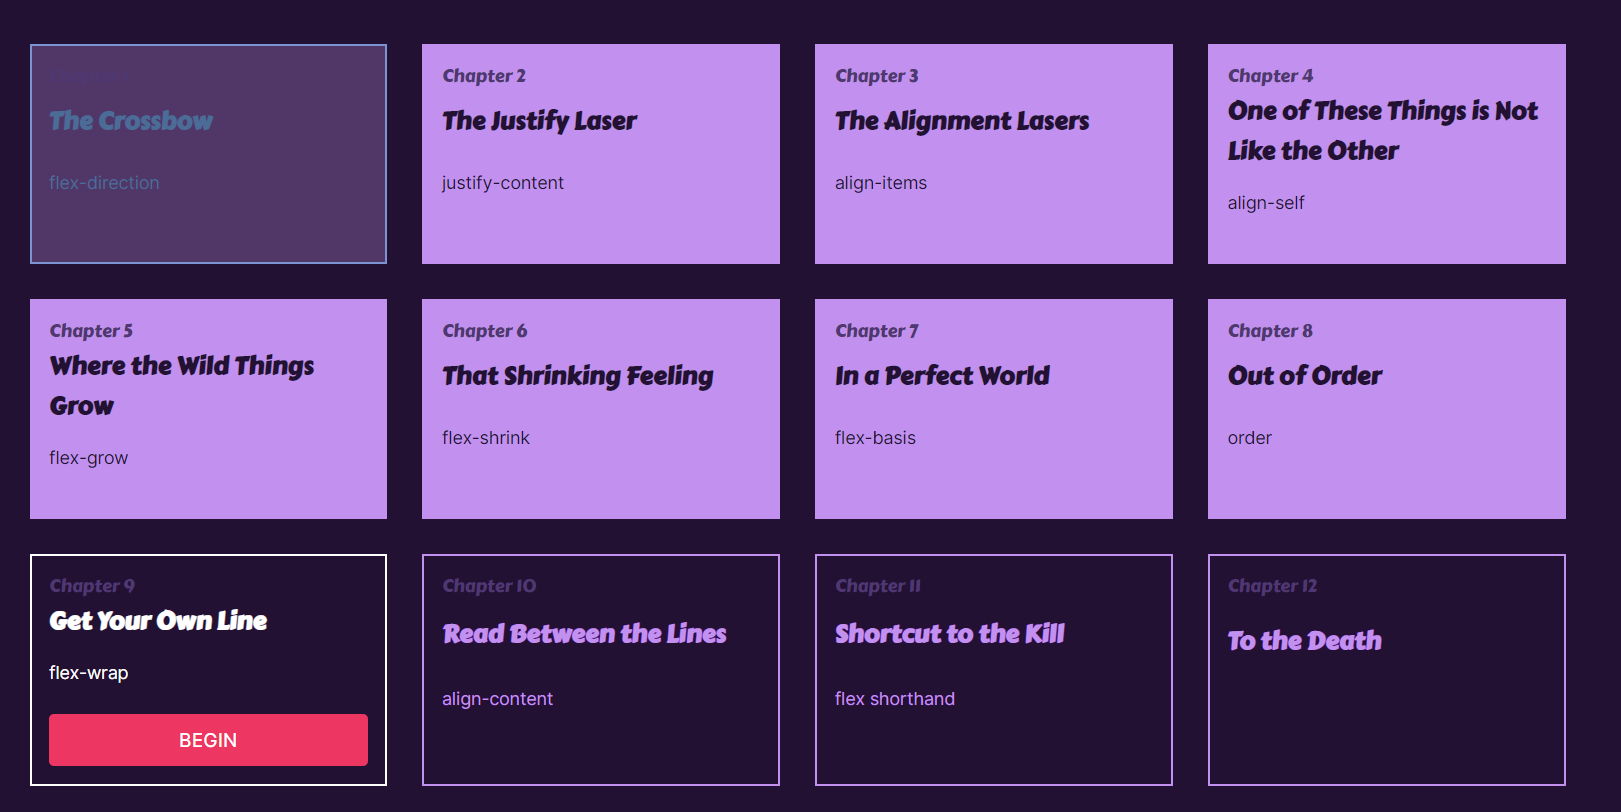 The Crossbow
flex-direction
Chapter 2
The Justify Laser
justify-content
Chapter 3
The Alignment Lasers
align-items
Chapter 4
One of These Things is Not
Like the Other
align-self
Chapter 5
Where the Wild Things
Grow
flex-grow
Chapter 6
That Shrinking Feeling
flex-shrink
Chapter 7
In a Perfect World
flex-basis
Chapter 8
Out of Order
order
Chapter 9
Get Your Own Line
flex-wrap
BEGIN
Chapter 10
Read Between the Lines
align-content
Chapter 11
Shortcut to the Kill
flex shorthand
Chapter 12
To the Death